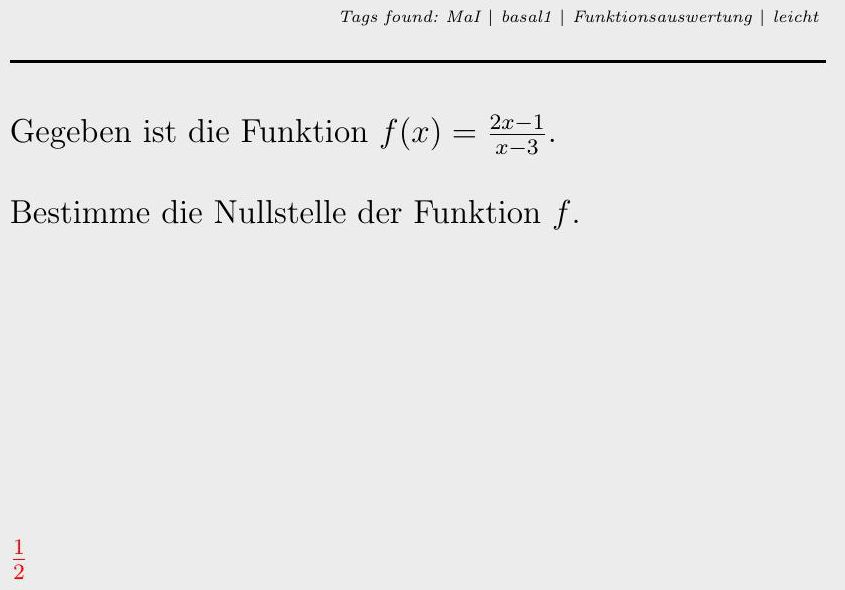 Tags found: MaI | basal1 | Funktionsauswertung | leicht
Gegeben ist die Funktion $f(x) = \frac{2x-1}{x-3}$.
Bestimme die Nullstelle der Funktion $f$.
$\frac{1}{2}$